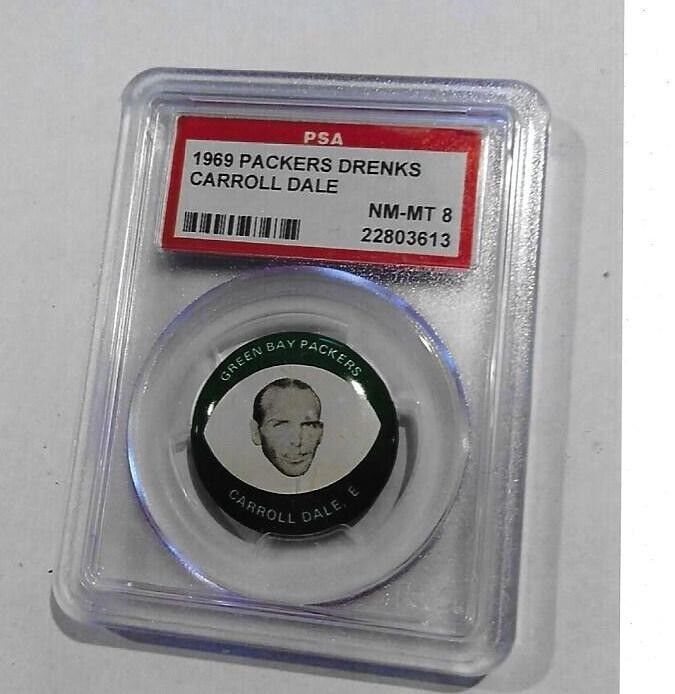 PSA
1969 PACKERS DRENKS
CARROLL DALE
NM-MT 8
22803613
GREEN BAY PACKERS
CARROLL DALE, E